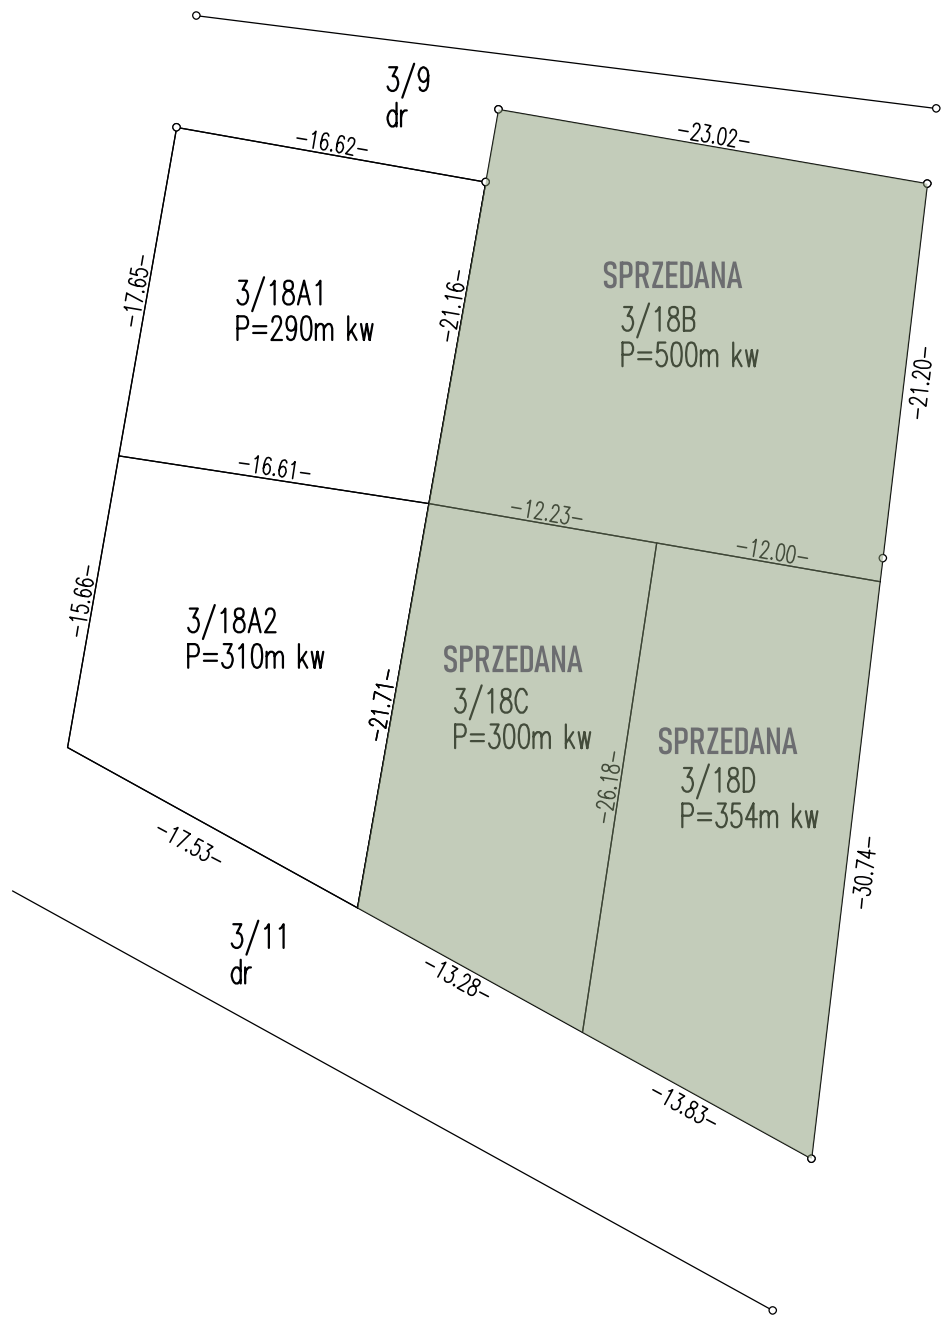 3/9
dr
-16.62-
-23.02-
-17.65-
3/18A1
P=290m kw
-21.16-
SPRZEDANA
3/18B
P=500m kw
-21.20-
-16.61-
-12.23-
-12.00-
-15.66-
3/18A2
P=310m kw
-21.71-
SPRZEDANA
3/18C
P=300m kw
-26.18-
SPRZEDANA
3/18D
P=354m kw
-30.74-
-17.53-
3/11
dr
-13.28-
-13.83-